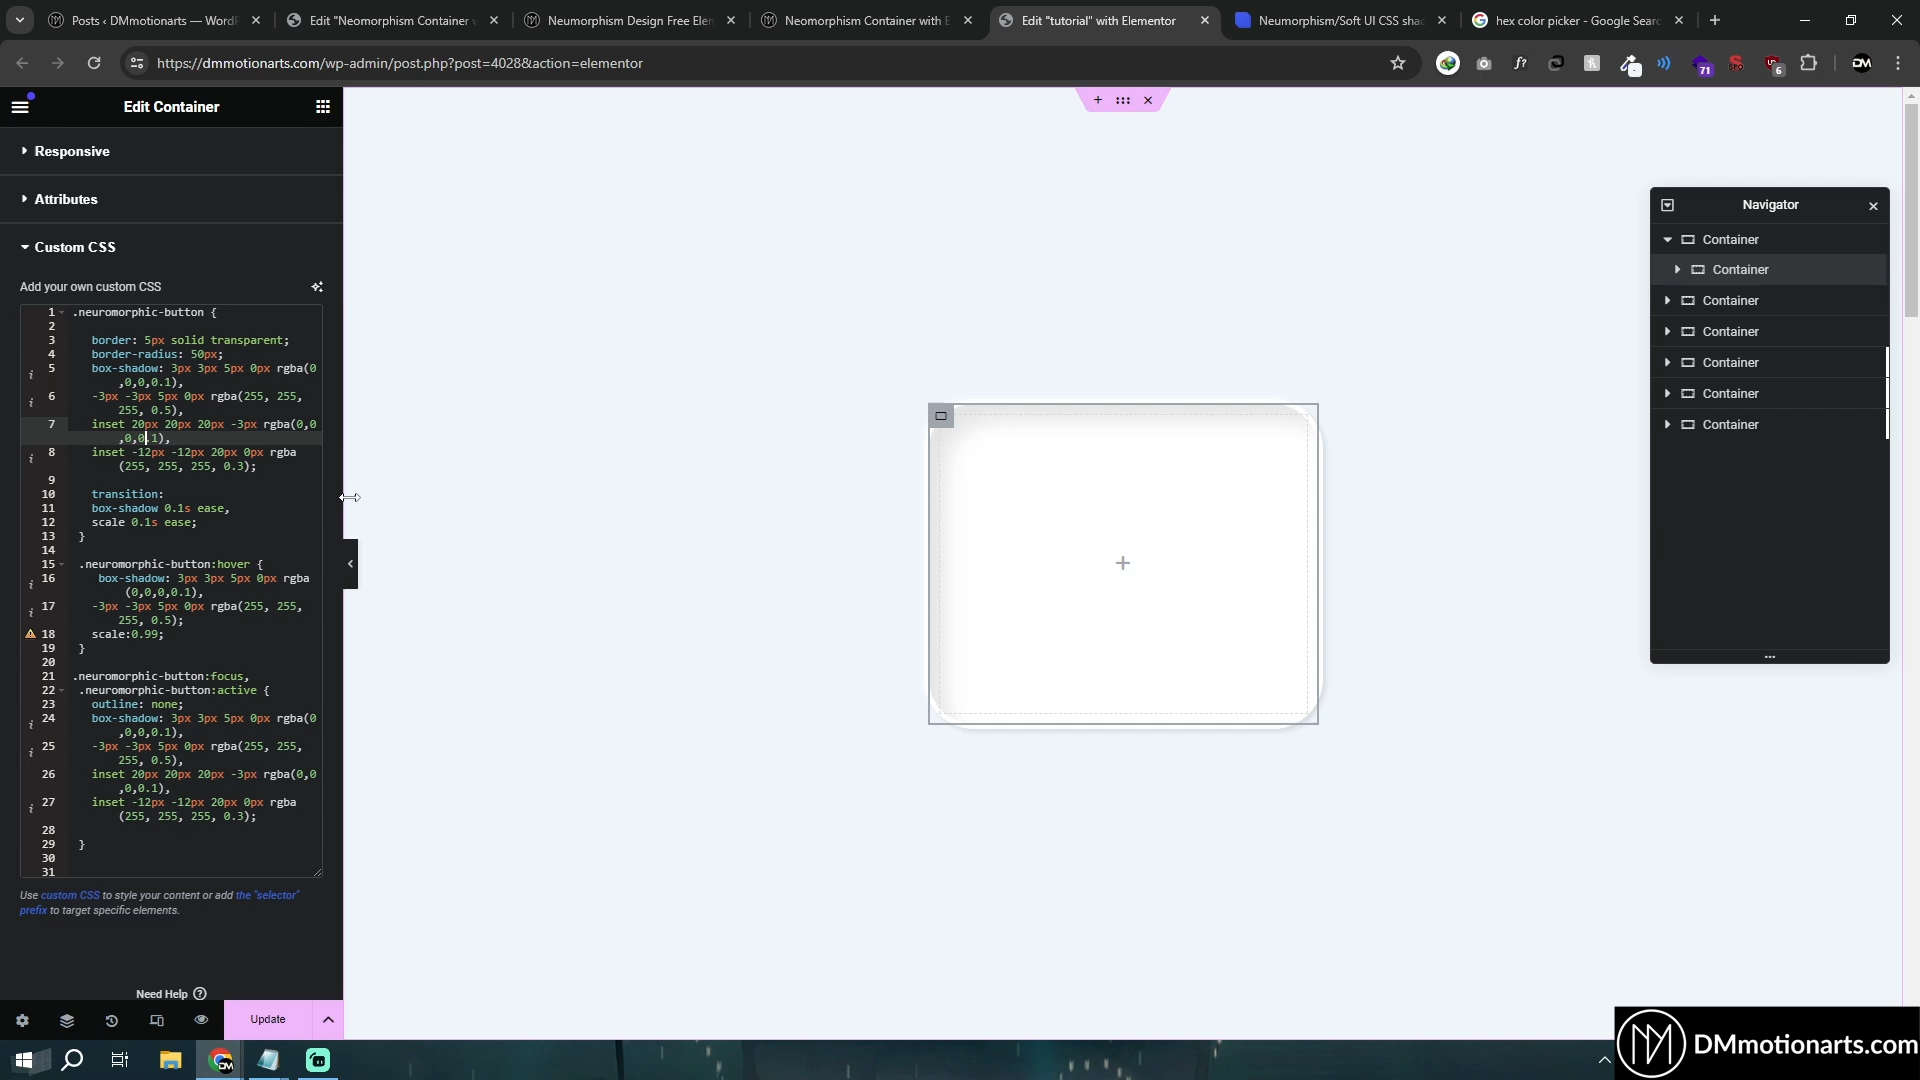 Posts ‹ DMmotionarts — WordP
Edit "Neomorphism Container v
Neumorphism Design Free Elen
Neomorphism Container with E
Edit "tutorial" with Elementor
Neumorphism/Soft UI CSS sha
hex color picker - Google Searc
https://dmmotionarts.com/wp-admin/post.php?post=4028&action=elementor
f?
71
6
DM
Edit Container
Responsive
Attributes
Custom CSS
Add your own custom CSS
1 .neuromorphic-button {
2
3 border: 5px solid transparent;
4 border-radius: 50px;
5 box-shadow: 3px 3px 5px 0px rgba(0
,0,0,0.1),
6 -3px -3px 5px 0px rgba(255, 255,
255, 0.5),
7 inset 20px 20px 20px -3px rgba(0,0
,0,0.1),
8 inset -12px -12px 20px 0px rgba
(255, 255, 255, 0.3);
9
10 transition:
11 box-shadow 0.1s ease,
12 scale 0.1s ease;
13 }
14
15 .neuromorphic-button:hover {
16 box-shadow: 3px 3px 5px 0px rgba
(0,0,0,0.1),
17 -3px -3px 5px 0px rgba(255, 255,
255, 0.5);
18 scale:0.99;
19 }
20
21 .neuromorphic-button:focus,
22 .neuromorphic-button:active {
23 outline: none;
24 box-shadow: 3px 3px 5px 0px rgba(0
,0,0,0.1),
25 -3px -3px 5px 0px rgba(255, 255,
255, 0.5),
26 inset 20px 20px 20px -3px rgba(0,0
,0,0.1),
27 inset -12px -12px 20px 0px rgba
(255, 255, 255, 0.3);
28
29 }
30
31
Use custom CSS to style your content or add the "selector"
prefix to target specific elements.
Need Help ?
Update
Navigator
Container
Container
Container
Container
Container
Container
Container
DMmotionarts.com